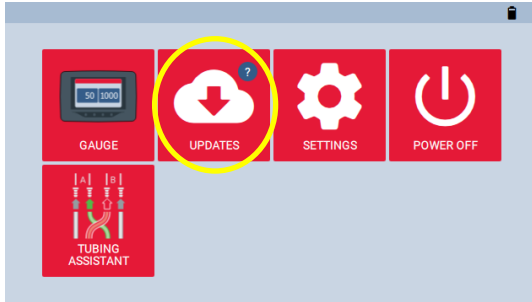 50 1000
GAUGE
?
UPDATES
SETTINGS
POWER OFF
A B
TUBING
ASSISTANT